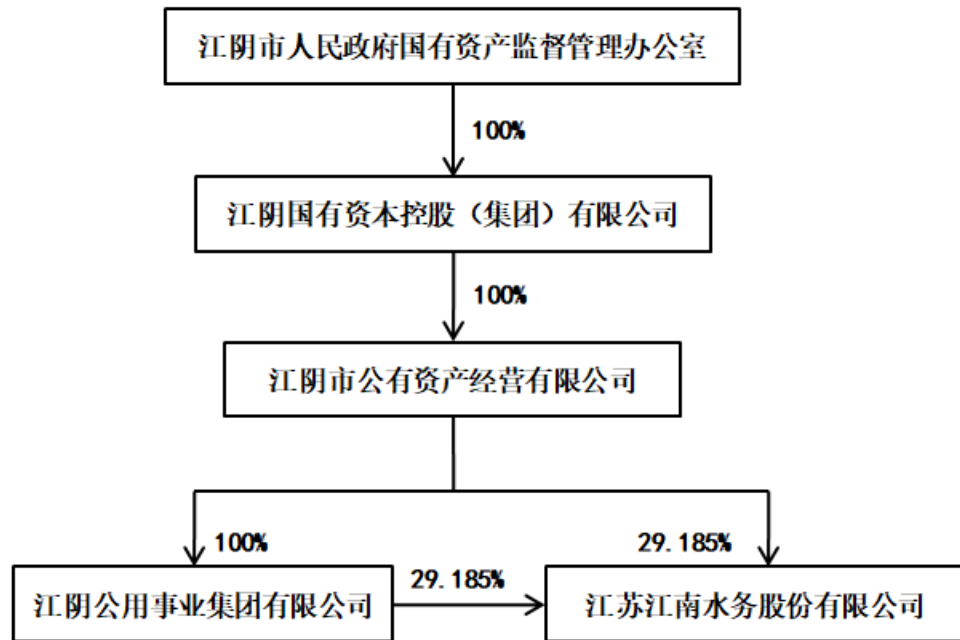 江阴市人民政府国有资产监督管理办公室
100%
江阴国有资本控股（集团）有限公司
100%
江阴市公有资产经营有限公司
100%
29.185%
江阴公用事业集团有限公司
29.185%
江苏江南水务股份有限公司